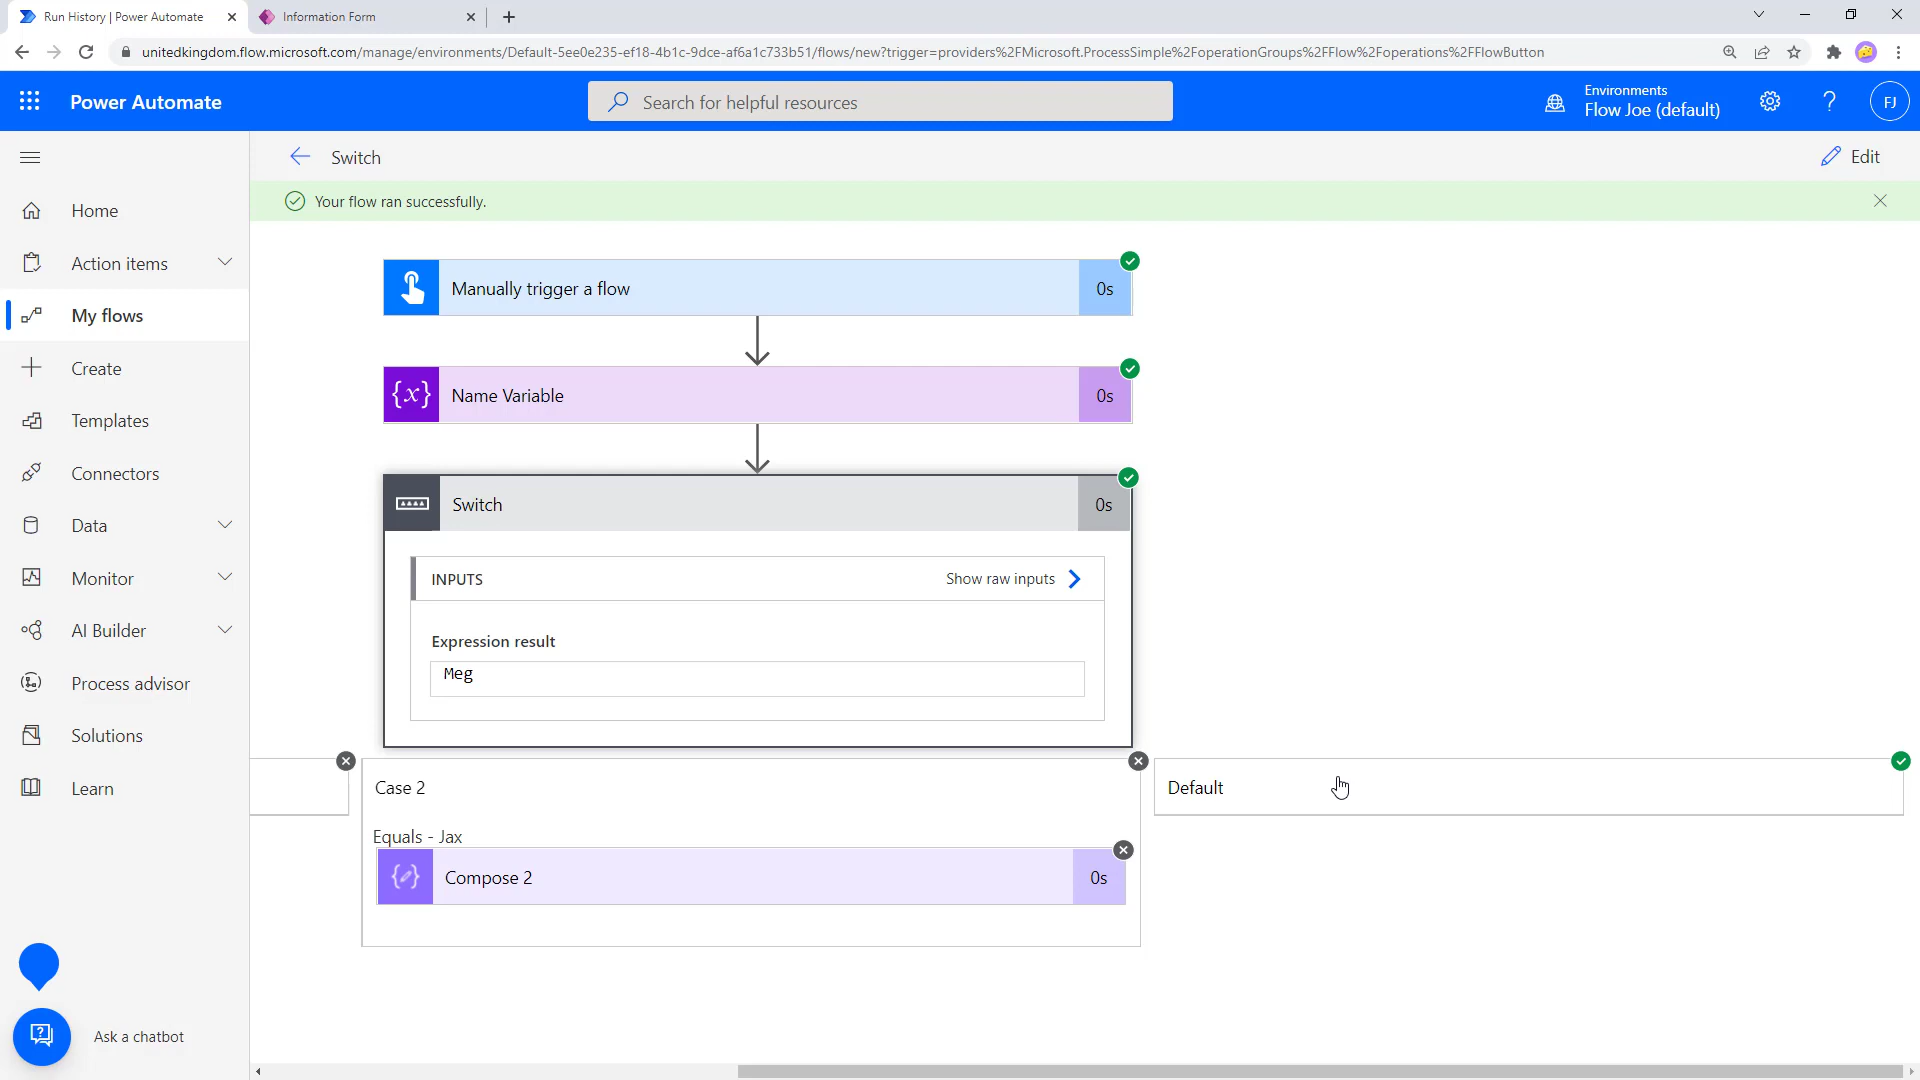 Run History | Power Automate
Information Form
unitedkingdom.flow.microsoft.com/manage/environments/Default-5ee0e235-ef18-4b1c-9dce-af6a1c733b51/flows/new?trigger=providers%2FMicrosoft.ProcessSimple%2FoperationGroups%2FFlow%2Foperations%2FFlowButton
Power Automate
Search for helpful resources
Environments
Flow Joe (default)
FJ
Switch
Edit
Your flow ran successfully.
Home
Action items
My flows
Create
Templates
Connectors
Data
Monitor
AI Builder
Process advisor
Solutions
Learn
Ask a chatbot
Manually trigger a flow
0s
{x}
Name Variable
0s
Switch
0s
INPUTS
Show raw inputs
Expression result
Meg
Case 2
Default
Equals - Jax
Compose 2
0s